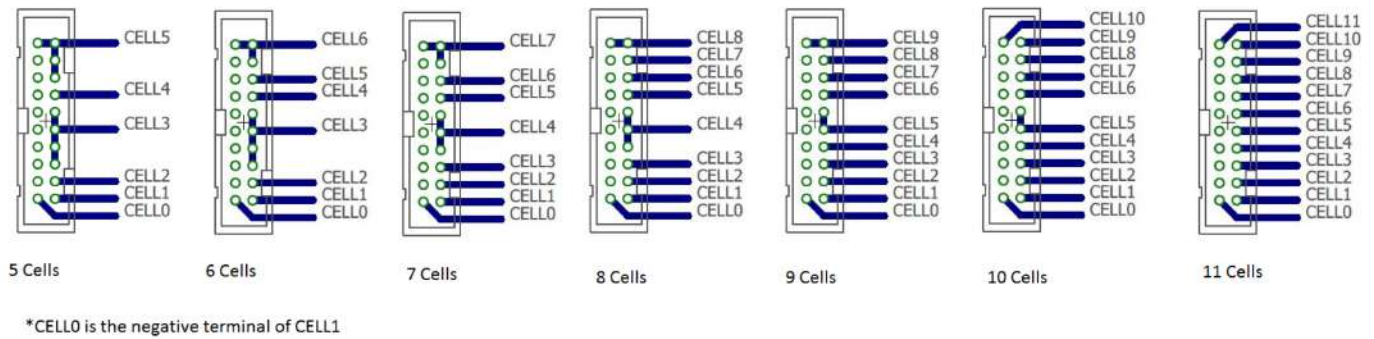 CELL5
CELL4
CELL3
CELL2
CELL1
CELL0
5 Cells
CELL6
CELL5
CELL4
CELL3
CELL2
CELL1
CELL0
6 Cells
CELL7
CELL6
CELL5
CELL4
CELL3
CELL2
CELL1
CELL0
7 Cells
CELL8
CELL7
CELL6
CELL5
CELL4
CELL3
CELL2
CELL1
CELL0
8 Cells
CELL9
CELL8
CELL7
CELL6
CELL5
CELL4
CELL3
CELL2
CELL1
CELL0
9 Cells
CELL10
CELL9
CELL8
CELL7
CELL6
CELL5
CELL4
CELL3
CELL2
CELL1
CELL0
10 Cells
CELL11
CELL10
CELL9
CELL8
CELL7
CELL6
CELL5
CELL4
CELL3
CELL2
CELL1
CELL0
11 Cells
*CELL0 is the negative terminal of CELL1